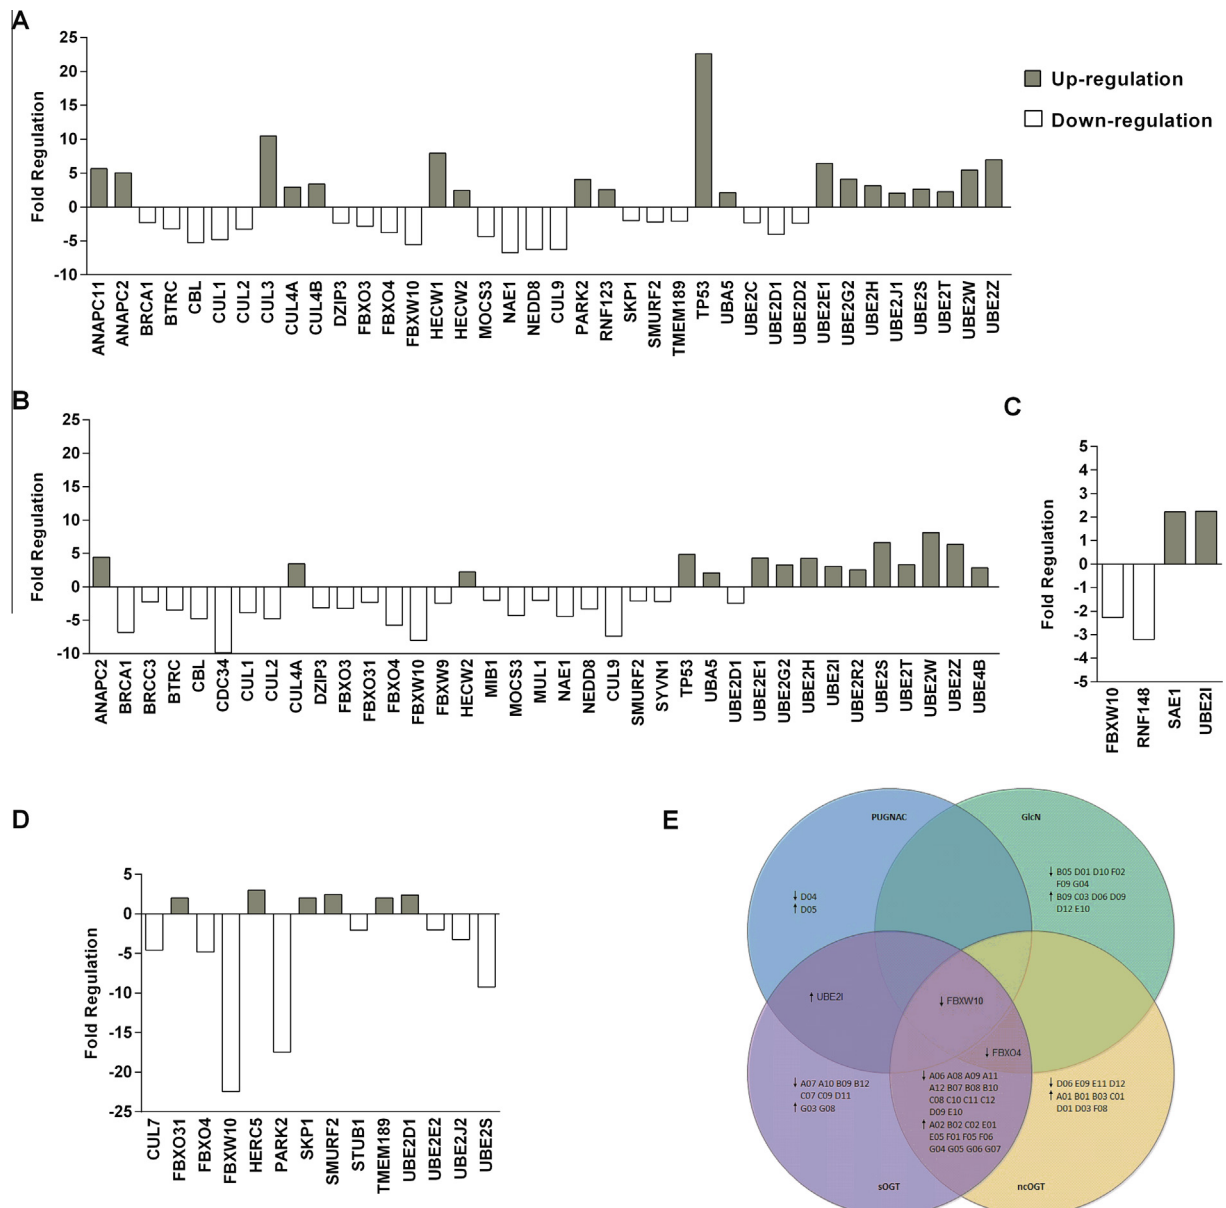 A
25
20
15
10
5
0
-5
-10
Fold Regulation
ANAPC11
ANAPC2
BRCA1
BTRC
CBL
CUL1
CUL2
CUL3
CUL4A
CUL4B
DZIP3
FBXO3
FBXO4
FBXW10
HECW1
HECW2
MOCS3
NAE1
NEDD8
CUL9
PARK2
RNF123
SKP1
SMURF2
TMEM189
TP53
UBA5
UBE2C
UBE2D1
UBE2D2
UBE2E1
UBE2G2
UBE2H
UBE2J1
UBE2S
UBE2T
UBE2W
UBE2Z
Up-regulation
Down-regulation
B
25
20
15
10
5
0
-5
-10
Fold Regulation
ANAPC2
BRCA1
BRCC3
BTRC
CBL
CDC34
CUL1
CUL2
CUL4A
DZIP3
FBXO3
FBXO31
FBXO4
FBXW10
FBXW9
HECW2
MIB1
MOCS3
MUL1
NAE1
NEDD8
CUL9
SMURF2
SYVN1
TP53
UBA5
UBE2D1
UBE2E1
UBE2G2
UBE2H
UBE2I
UBE2R2
UBE2S
UBE2T
UBE2W
UBE2Z
UBE4B
C
5
4
3
2
1
0
-1
-2
-3
-4
-5
Fold Regulation
FBXW10
RNF148
SAE1
UBE2I
D
5
0
-5
-10
-15
-20
-25
Fold Regulation
CUL7
FBXO31
FBXO4
FBXW10
HERC5
PARK2
SKP1
SMURF2
STUB1
TMEM189
UBE2D1
UBE2E2
UBE2J2
UBE2S
E
PUGNAC
GlcN
↓ D04
↑ D05
↓ B05 D01 D10 F02
F09 G04
↑ B09 C03 D06 D09
D12 E10
↑ UBE2I
↓ FBXW10
↓ FBXO4
↓ A07 A10 B09 B12
C07 C09 D11
↑ G03 G08
↓ A06 A08 A09 A11
A12 B07 B08 B10
C08 C10 C11 C12
D09 E10
↑ A02 B02 C02 E01
E05 F01 F05 F06
G04 G05 G06 G07
↓ D06 E09 E11 D12
↑ A01 B01 B03 C01
D01 D03 F08
sOGT
ncOGT